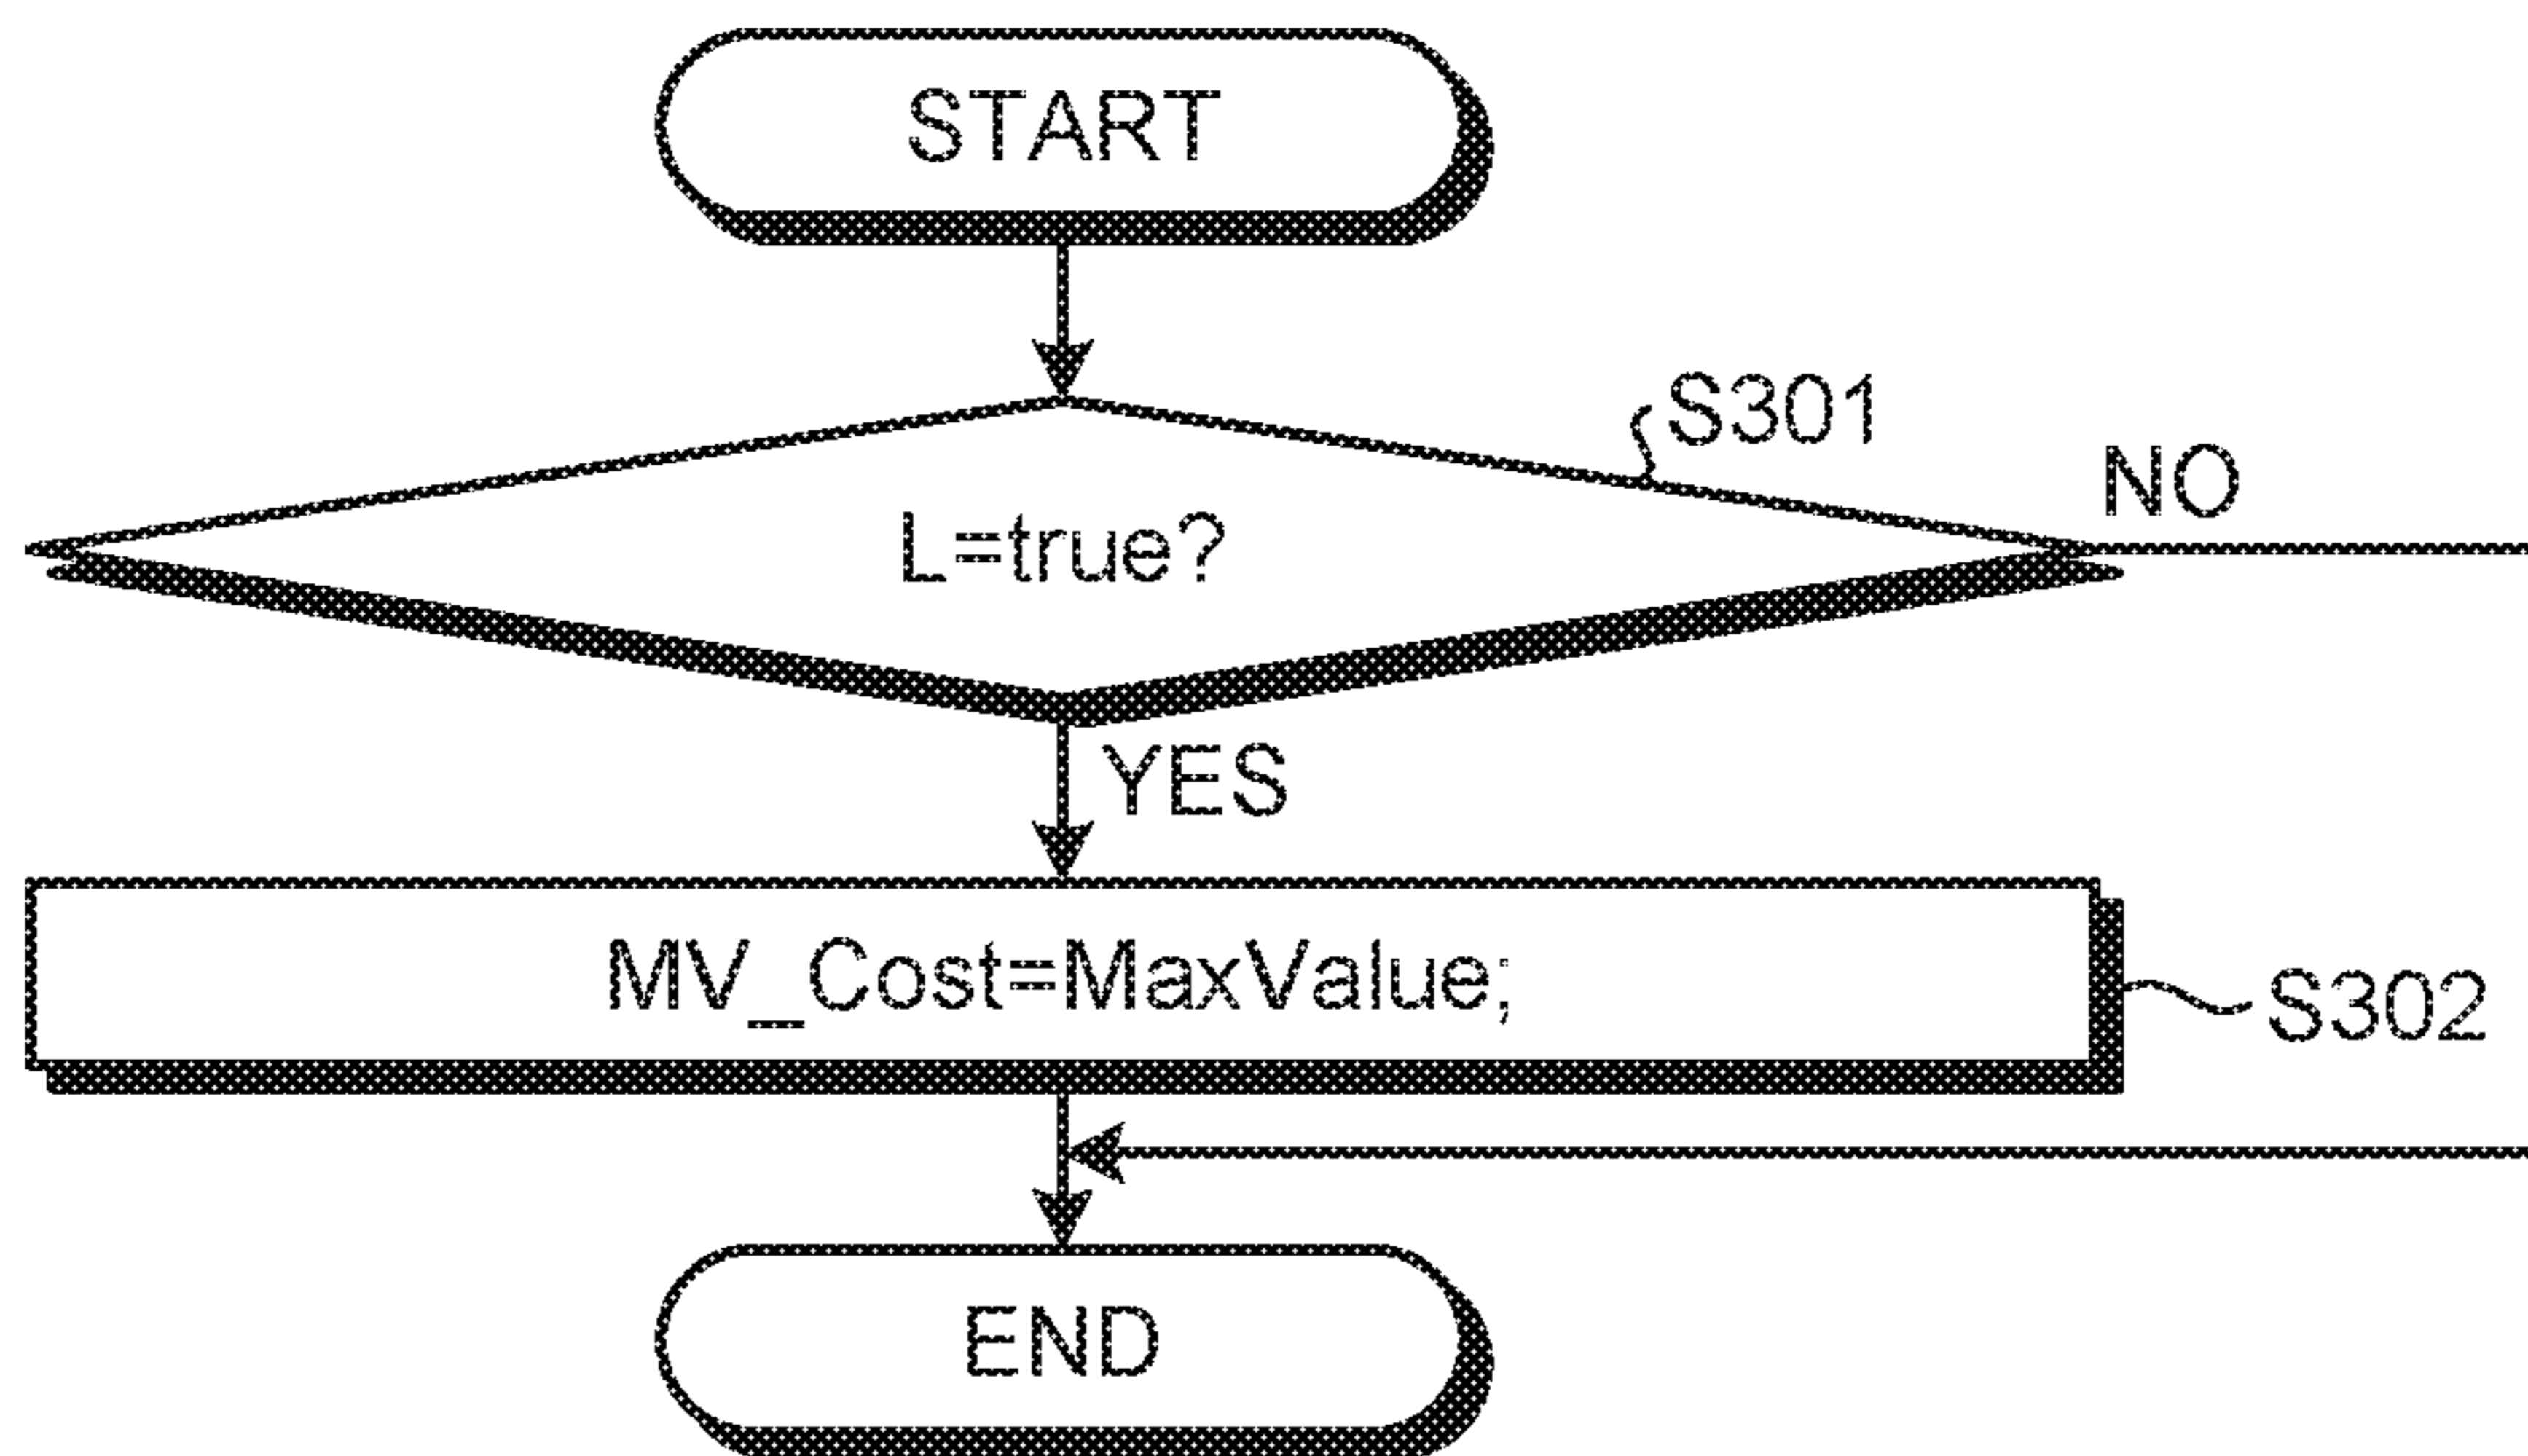 START
S301
L=true?
NO
YES
MV_Cost=MaxValue;
S302
END